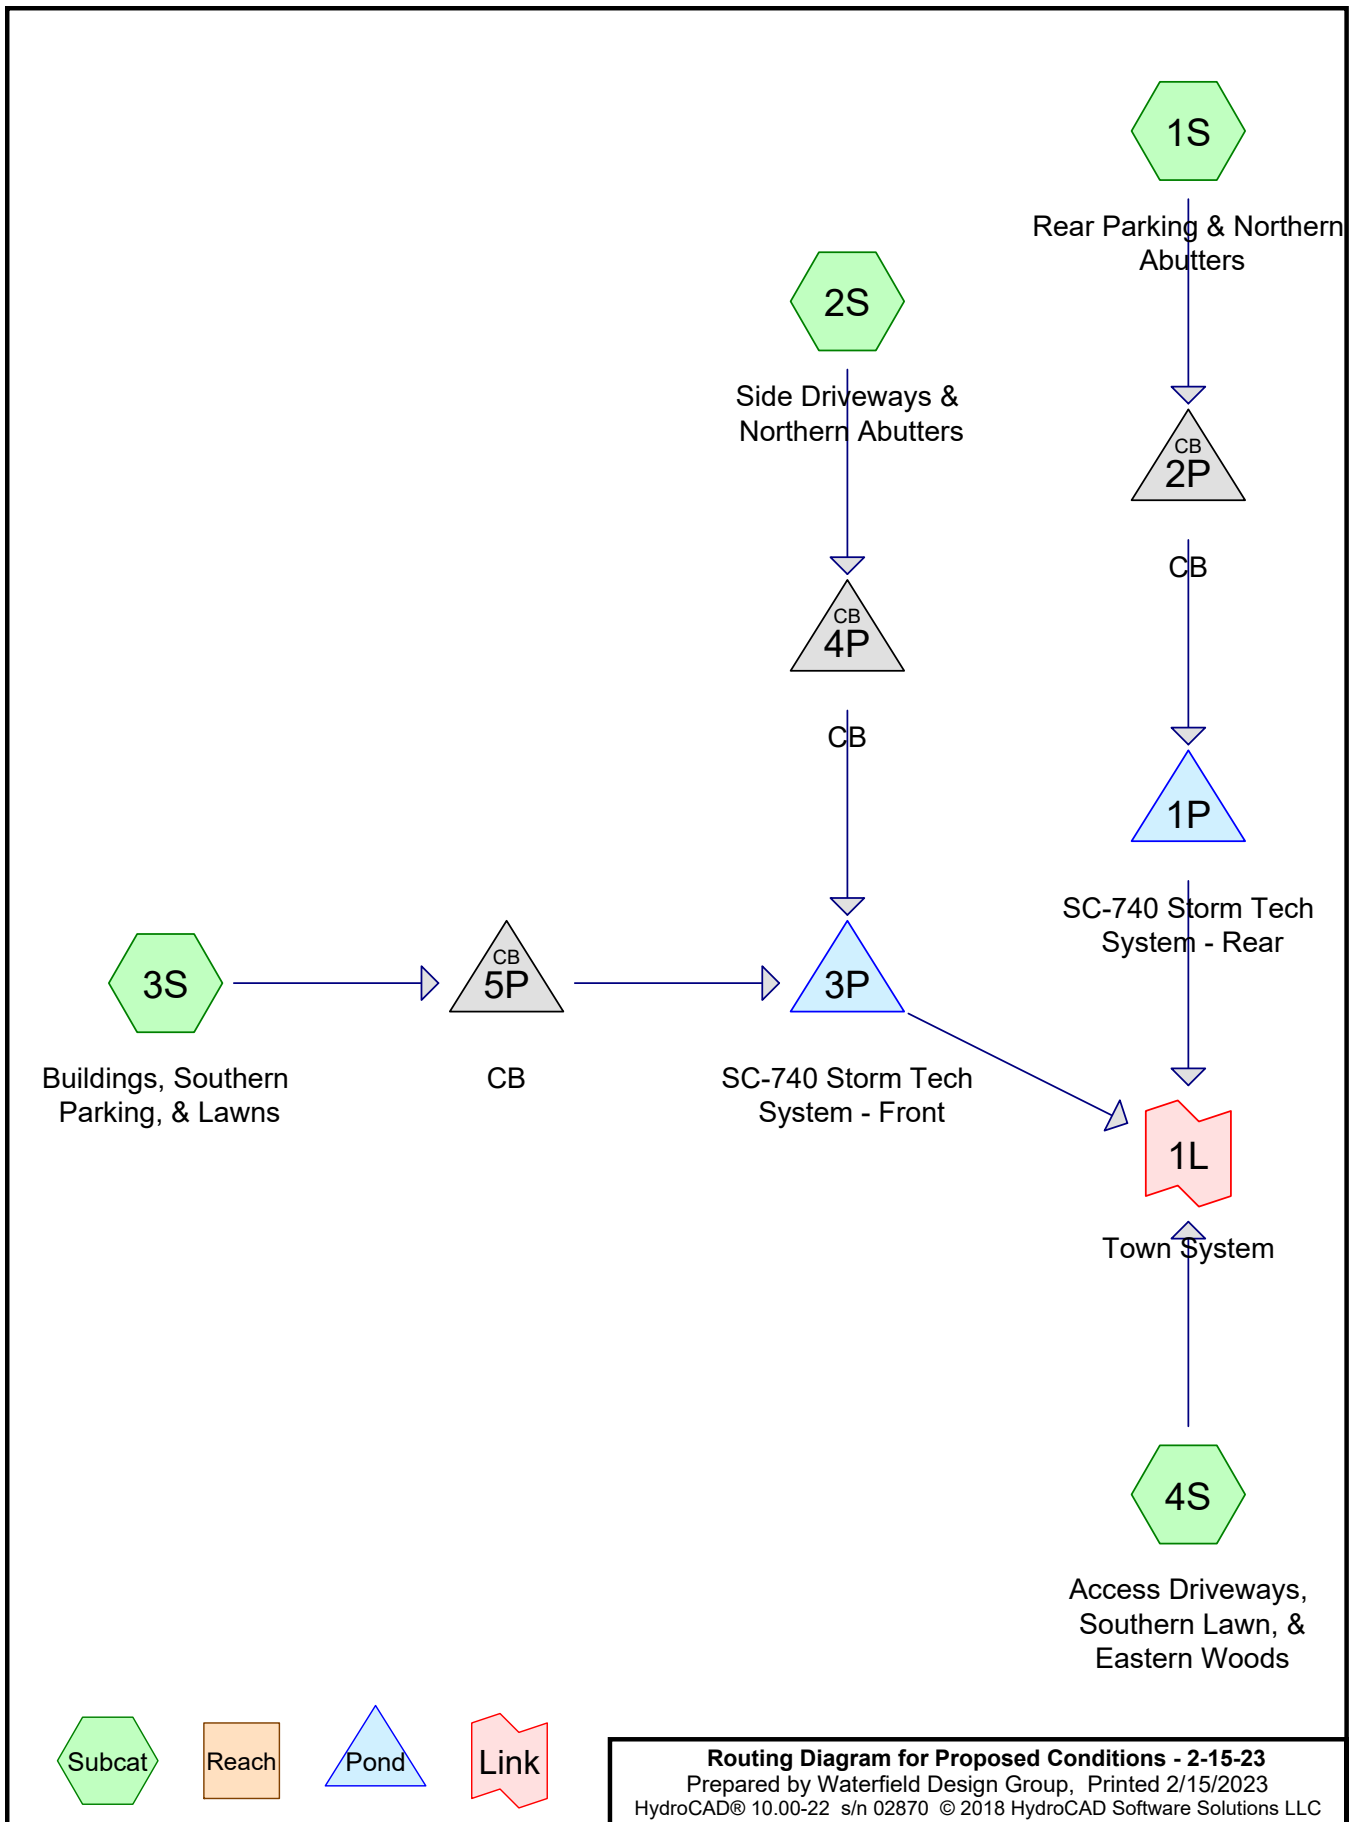 1S
Rear Parking & Northern
Abutters
2S
Side Driveways &
Northern Abutters
CB
2P
CB
CB
4P
CB
1P
SC-740 Storm Tech
System - Rear
3S
Buildings, Southern
Parking, & Lawns
CB
5P
CB
3P
SC-740 Storm Tech
System - Front
1L
Town System
4S
Access Driveways,
Southern Lawn, &
Eastern Woods
Subcat
Reach
Pond
Link
Routing Diagram for Proposed Conditions - 2-15-23
Prepared by Waterfield Design Group, Printed 2/15/2023
HydroCAD® 10.00-22 s/n 02870 © 2018 HydroCAD Software Solutions LLC